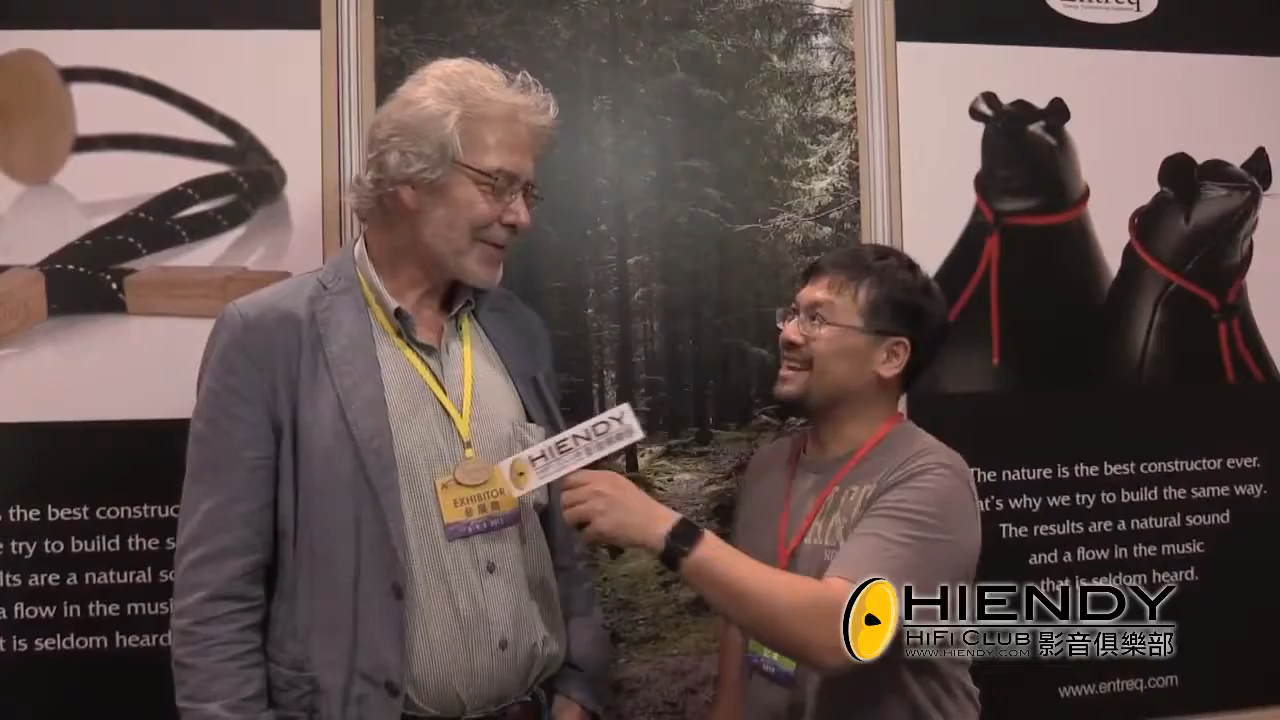 Entreq
the best construc
try to build the s
lts are a natural so
a flow in the musi
t is seldom heard
EXHIBITOR
參展商
HIENDY
The nature is the best constructor ever.
at's why we try to build the same way.
The results are a natural sound
and a flow in the music
that is seldom heard.
HIENDY
HIFI CLUB
WWW.HIENDY.COM
影音俱樂部
www.entreq.com